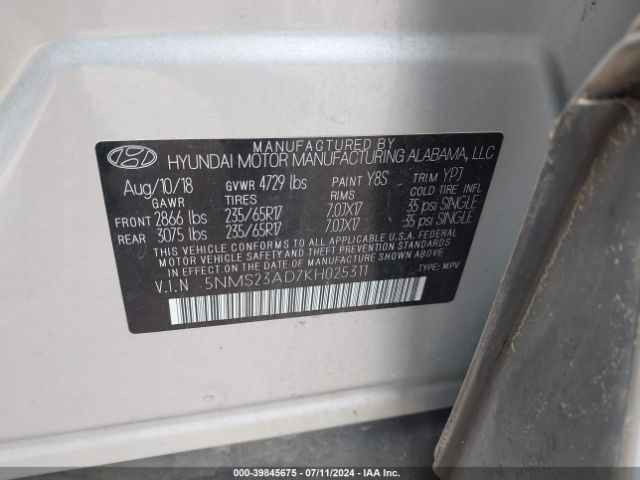 MANUFACTURED BY
HYUNDAI MOTOR MANUFACTURING ALABAMA, LLC
Aug/10/18 GVWR 4729 lbs PAINT Y8S TRIM YPJ
GAWR TIRES RIMS COLD TIRE INFL
FRONT 2866 lbs 235/65R17 7.0JX17 35 psi SINGLE
REAR 3075 lbs 235/65R17 7.0JX17 35 psi SINGLE
THIS VEHICLE CONFORMS TO ALL APPLICABLE U.S.A. FEDERAL
MOTOR VEHICLE SAFETY AND THEFT PREVENTION STANDARDS
IN EFFECT ON THE DATE OF MANUFACTURE SHOWN ABOVE.
V.I.N 5NMS23AD7KH025311 TYPE: MPV
000-39845675 - 07/11/2024 - IAA Inc.